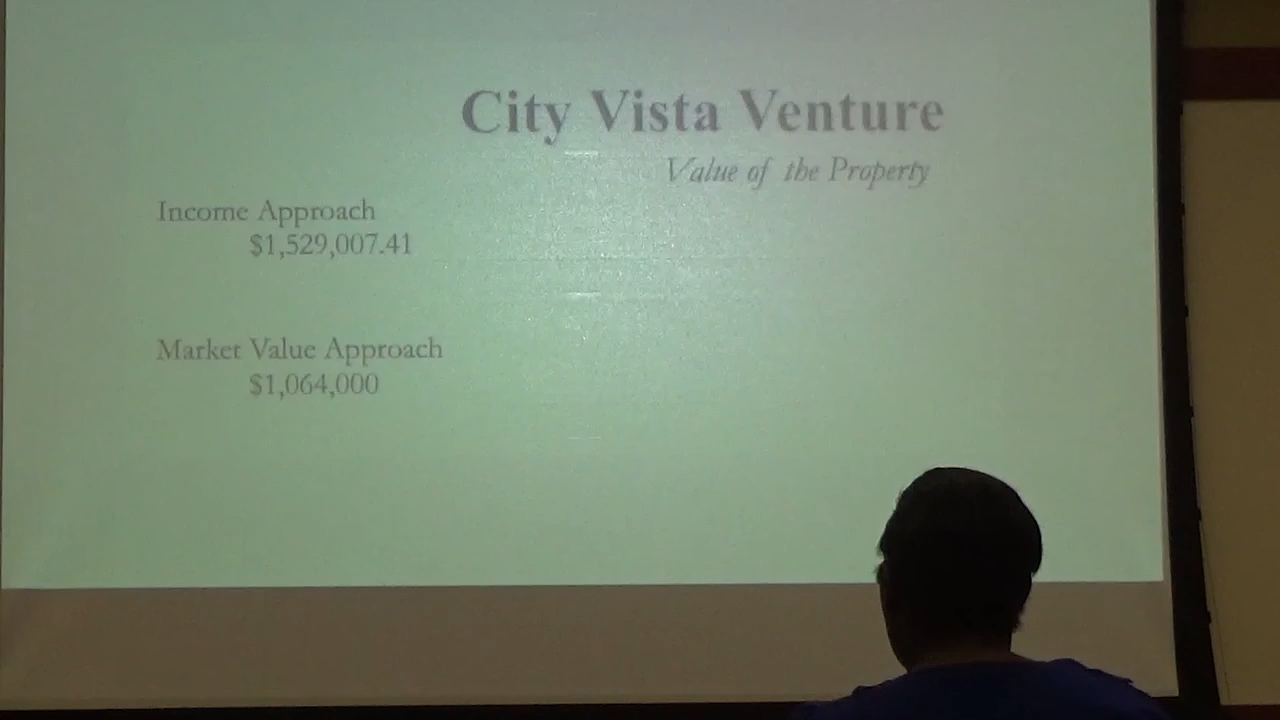 City Vista Venture
Value of the Property
Income Approach
$1,529,007.41
Market Value Approach
$1,064,000